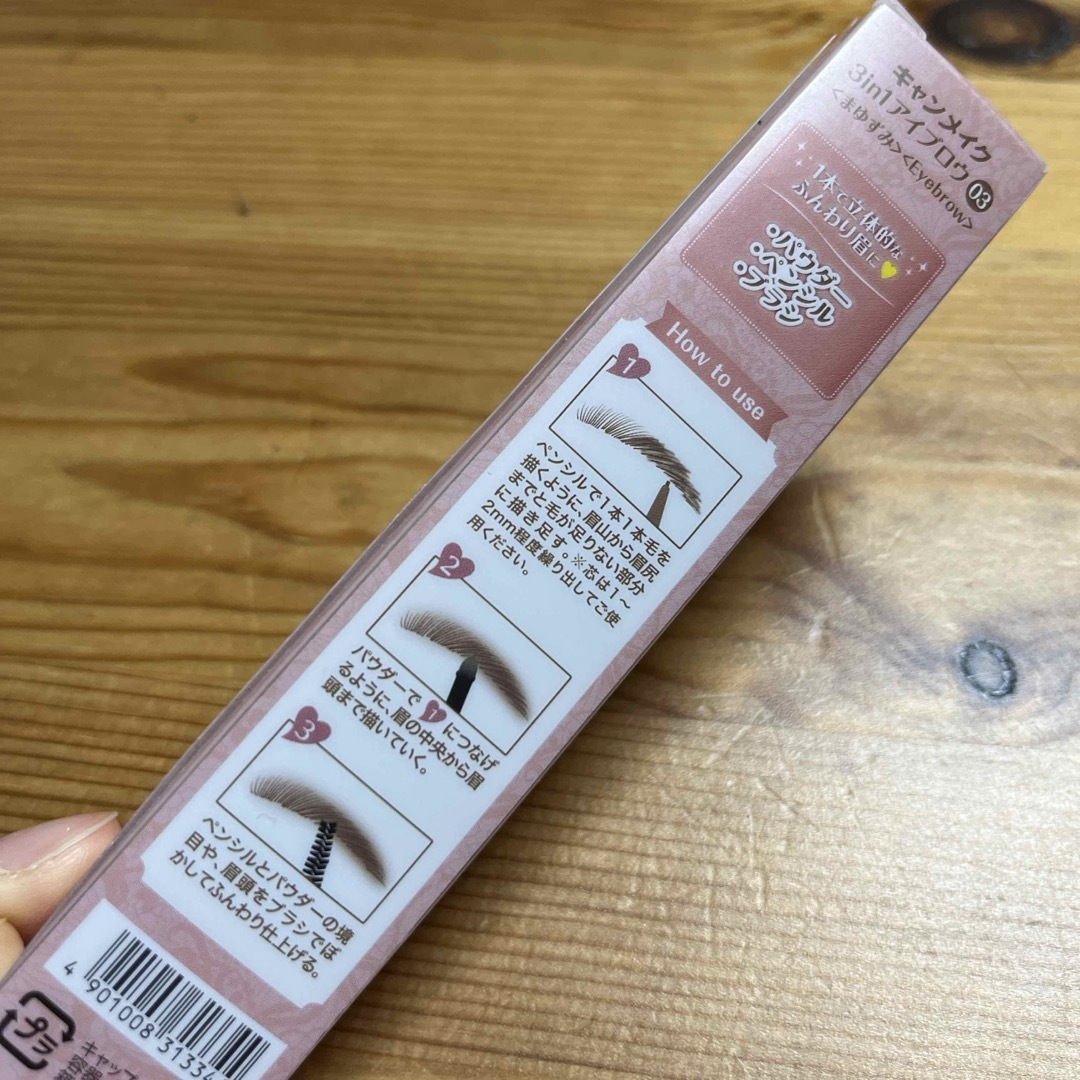 キャンメイク
3in1アイブロウ 03
<まゆずみ><Eyebrow>
1本で立体的な
ふんわり眉に
・パウダー
・ペンシル
・ブラシ
How to use
1
ペンシルで1本1本毛を
描くように、眉山から眉尻
までと毛が足りない部分
に描き足す。※芯は1～
2mm程度繰り出してご使
用ください。
2
パウダーで1につなげ
るように、眉の中央から眉
頭まで描いていく。
3
ペンシルとパウダーの境
目や、眉頭をブラシでぼ
かしてふんわり仕上げる。
4 901008 31334
プラ
キャップ
容器